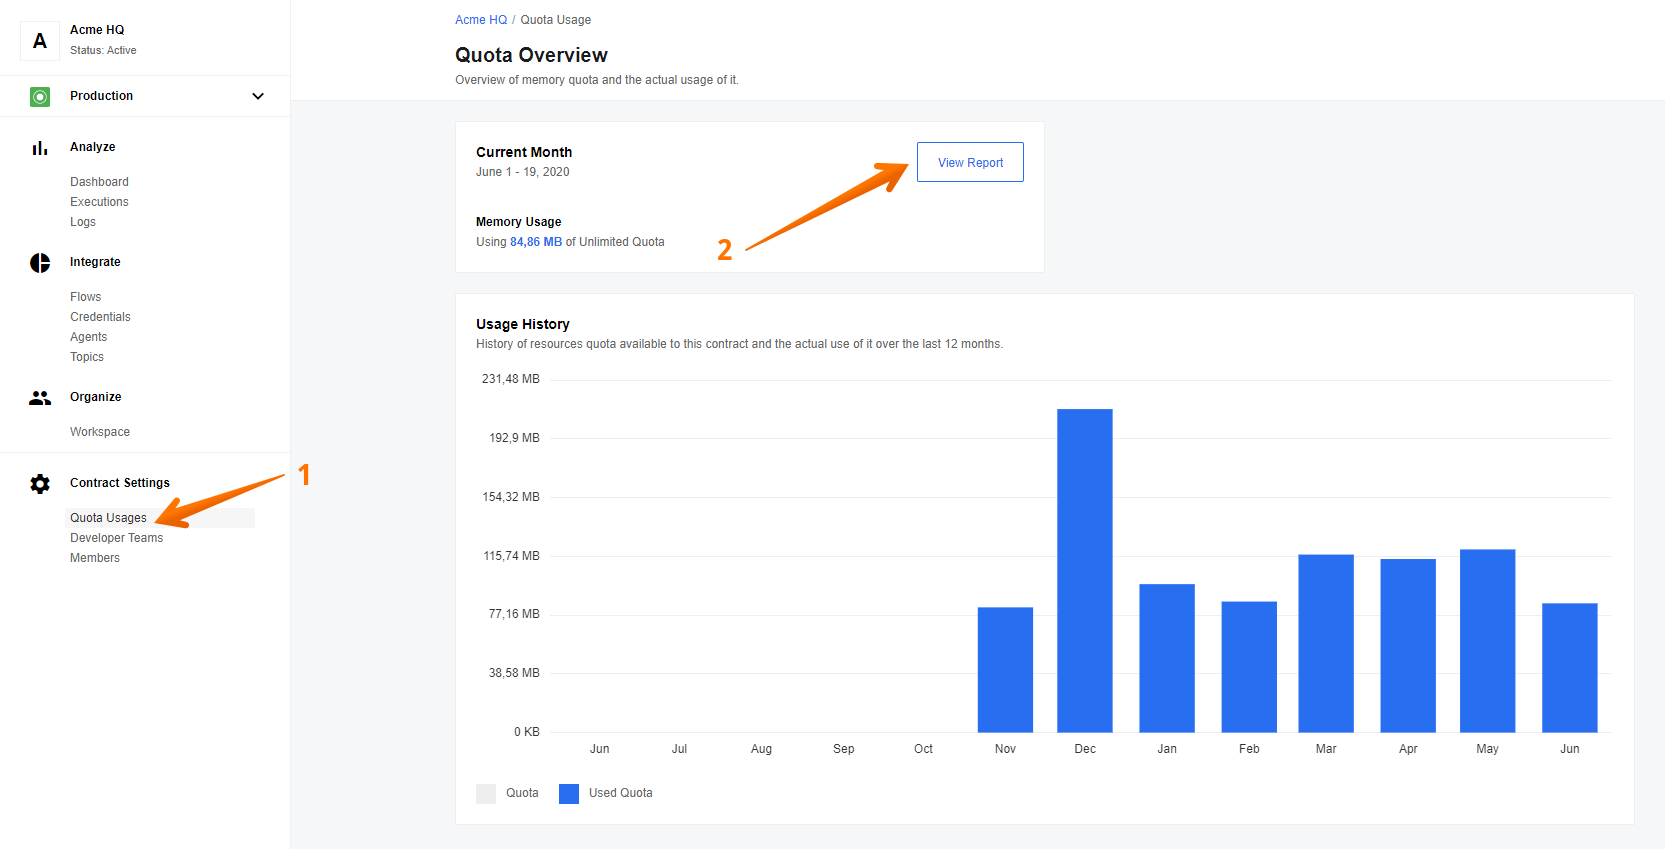 A
Acme HQ
Status: Active
Production
Analyze
Dashboard
Executions
Logs
Integrate
Flows
Credentials
Agents
Topics
Organize
Workspace
Contract Settings
1
Quota Usages
Developer Teams
Members
Acme HQ / Quota Usage
Quota Overview
Overview of memory quota and the actual usage of it.
Current Month
June 1 - 19, 2020
View Report
2
Memory Usage
Using 84,86 MB of Unlimited Quota
Usage History
History of resources quota available to this contract and the actual use of it over the last 12 months.
231,48 MB
192,9 MB
154,32 MB
115,74 MB
77,16 MB
38,58 MB
0 KB
Jun Jul Aug Sep Oct Nov Dec Jan Feb Mar Apr May Jun
Quota Used Quota